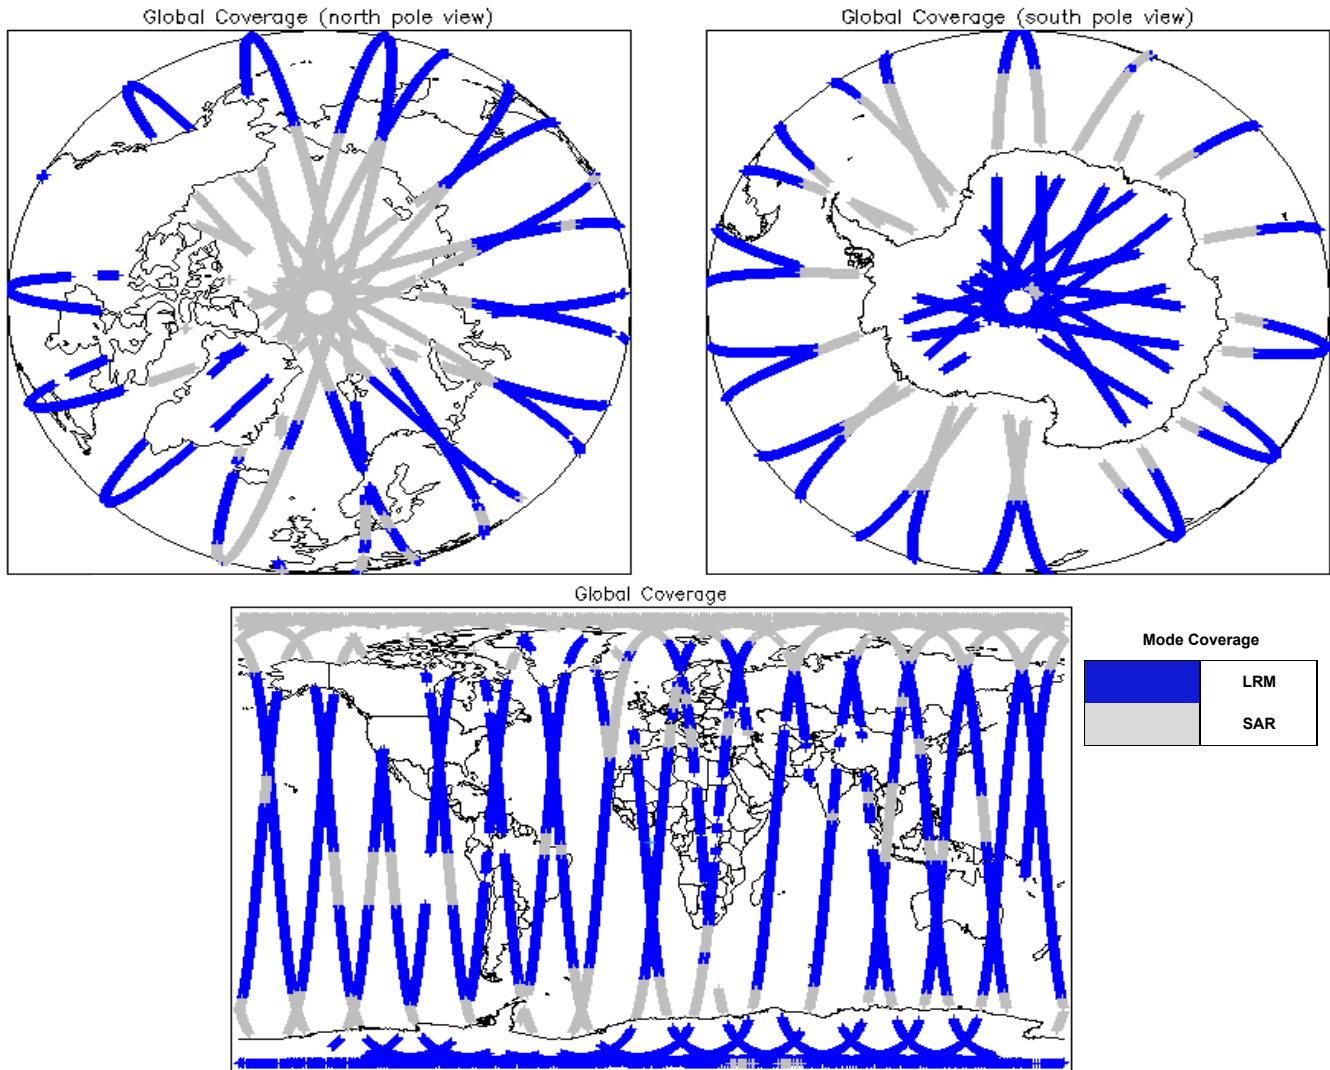 Global Coverage (north pole view)
Global Coverage (south pole view)
Global Coverage
Mode Coverage
LRM
SAR